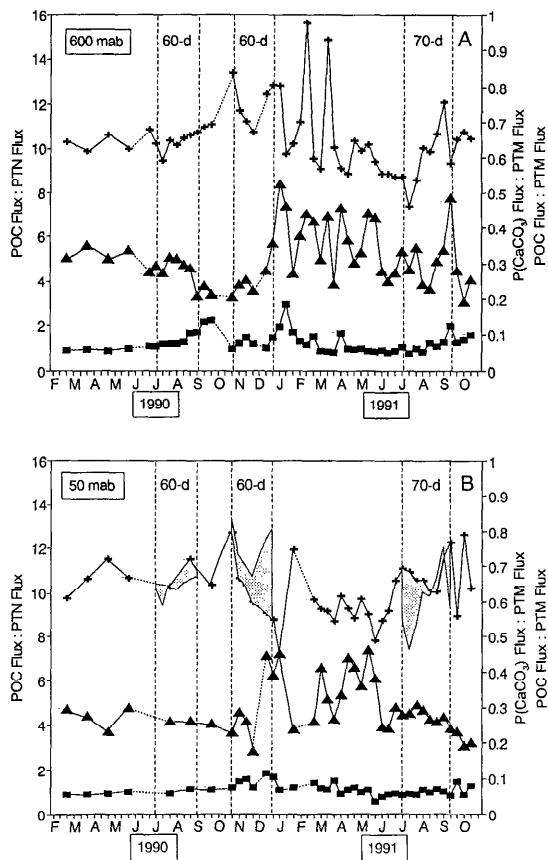 16
14
12
10
8
6
4
2
0
POC Flux : PTN Flux
600 mab
60-d
60-d
70-d
A
1
0.9
0.8
0.7
0.6
0.5
0.4
0.3
0.2
0.1
0
P(CaCO3) Flux : PTM Flux
POC Flux : PTM Flux
F M A M J J A S O N D J F M A M J J A S O
1990
1991
16
14
12
10
8
6
4
2
0
POC Flux : PTN Flux
50 mab
60-d
60-d
70-d
B
1
0.9
0.8
0.7
0.6
0.5
0.4
0.3
0.2
0.1
0
P(CaCO3) Flux : PTM Flux
POC Flux : PTM Flux
F M A M J J A S O N D J F M A M J J A S O
1990
1991